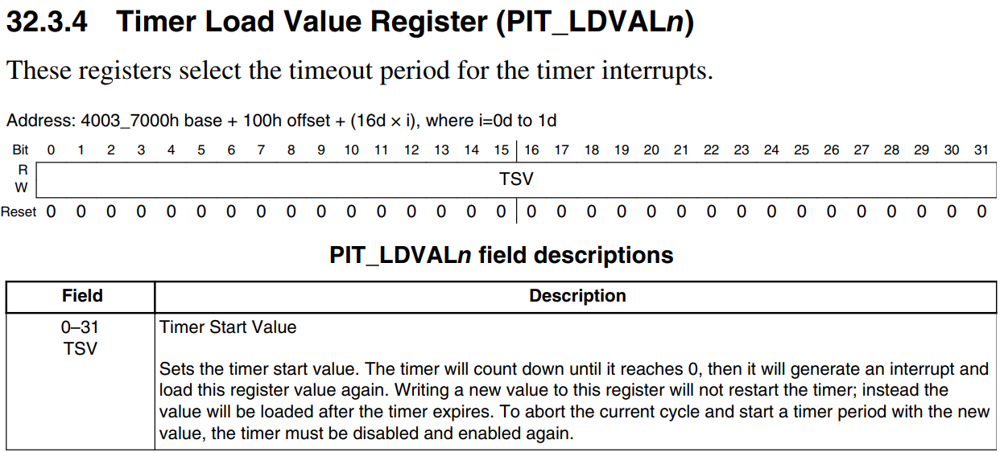 32.3.4 Timer Load Value Register (PIT_LDVALn)
These registers select the timeout period for the timer interrupts.
Address: 4003_7000h base + 100h offset + (16d × i), where i=0d to 1d
Bit 0 1 2 3 4 5 6 7 8 9 10 11 12 13 14 15 16 17 18 19 20 21 22 23 24 25 26 27 28 29 30 31
R
TSV
W
Reset 0 0 0 0 0 0 0 0 0 0 0 0 0 0 0 0 0 0 0 0 0 0 0 0 0 0 0 0 0 0 0 0
PIT_LDVALn field descriptions
Field Description
0–31 Timer Start Value
TSV
Sets the timer start value. The timer will count down until it reaches 0, then it will generate an interrupt and
load this register value again. Writing a new value to this register will not restart the timer; instead the
value will be loaded after the timer expires. To abort the current cycle and start a timer period with the new
value, the timer must be disabled and enabled again.